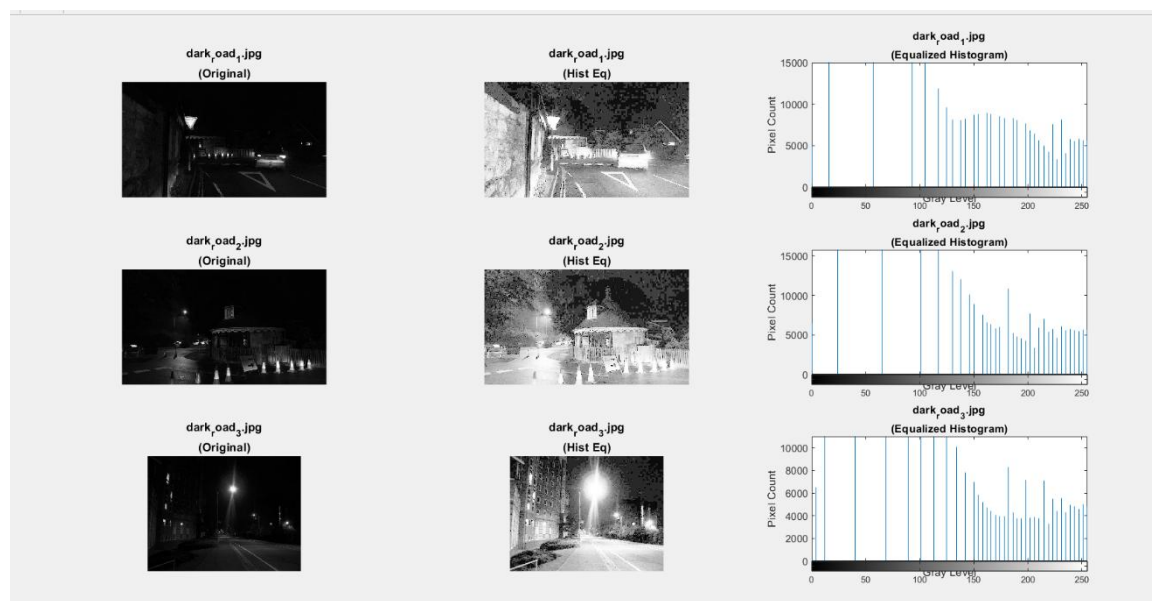 dark_road_1.jpg
(Original)
dark_road_1.jpg
(Hist Eq)
dark_road_1.jpg
(Equalized Histogram)
Pixel Count
15000
10000
5000
0
0 50 100 150 200 250
Gray Level
dark_road_2.jpg
(Original)
dark_road_2.jpg
(Hist Eq)
dark_road_2.jpg
(Equalized Histogram)
Pixel Count
15000
10000
5000
0
0 50 100 150 200 250
Gray Level
dark_road_3.jpg
(Original)
dark_road_3.jpg
(Hist Eq)
dark_road_3.jpg
(Equalized Histogram)
Pixel Count
10000
8000
6000
4000
2000
0
0 50 100 150 200 250
Gray Level